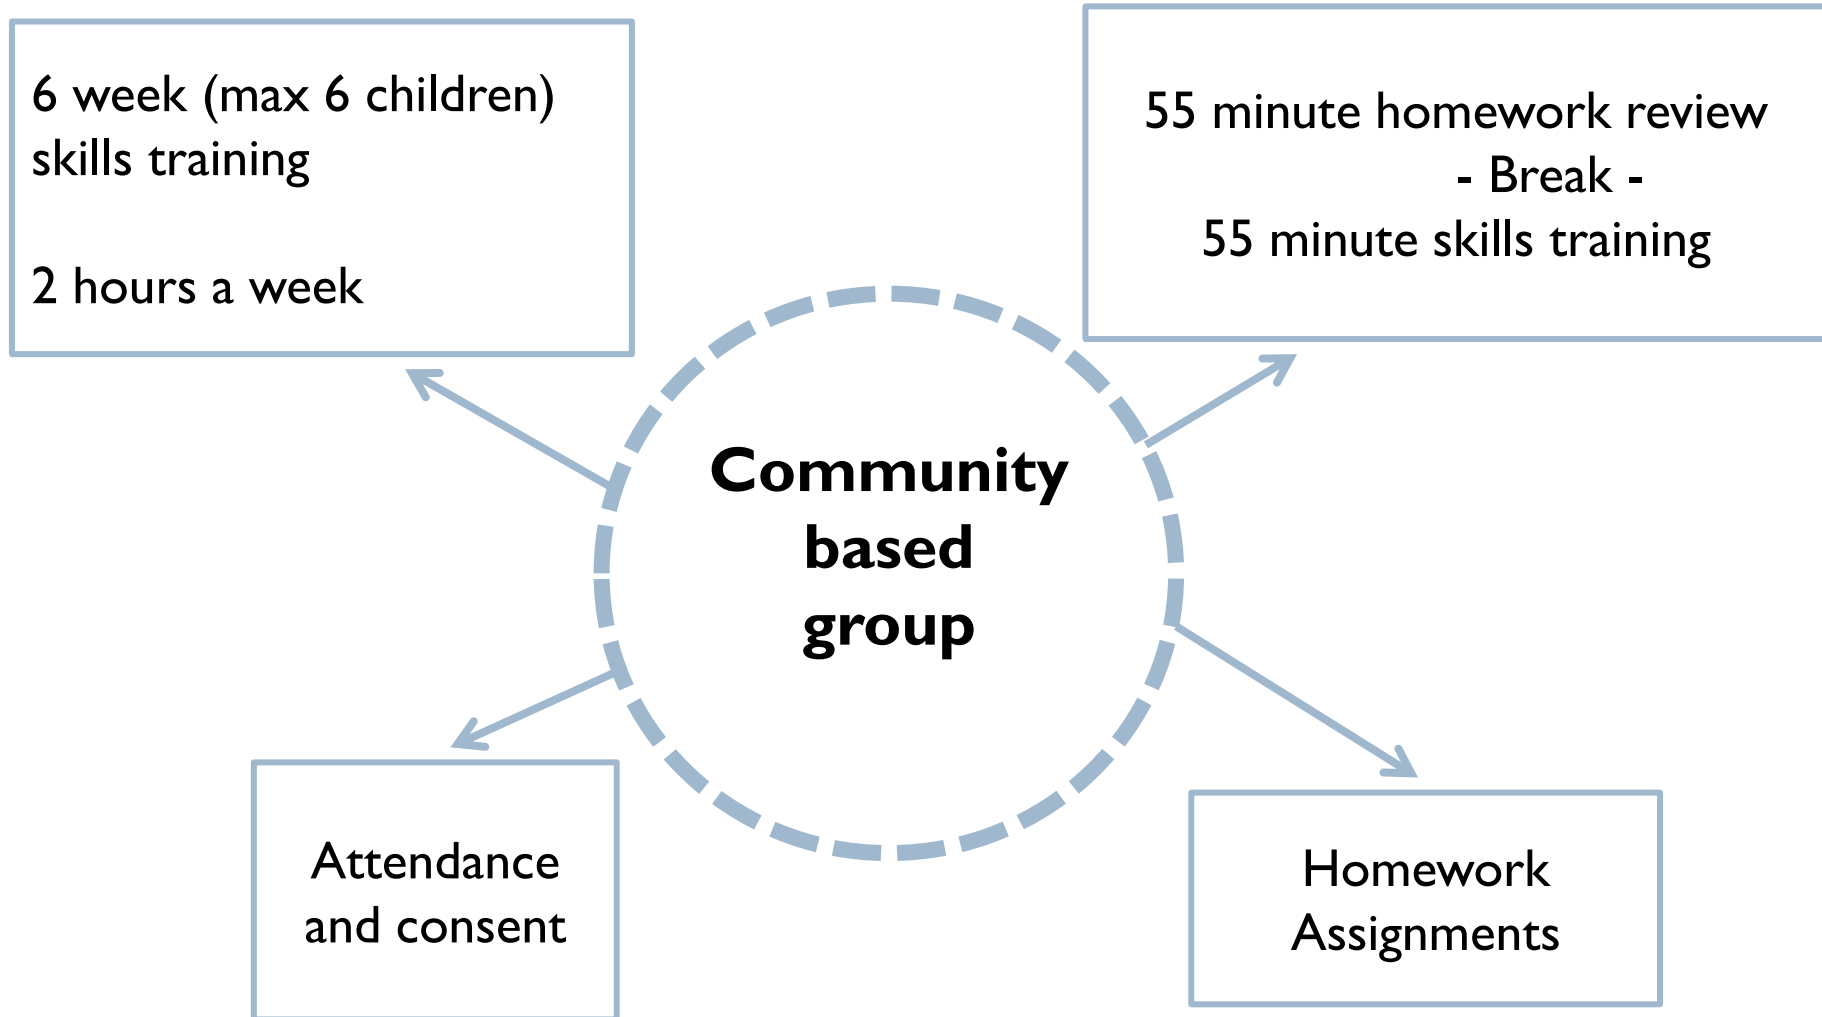 6 week (max 6 children)
skills training
2 hours a week
55 minute homework review
- Break -
55 minute skills training
Community
based
group
Attendance
and consent
Homework
Assignments